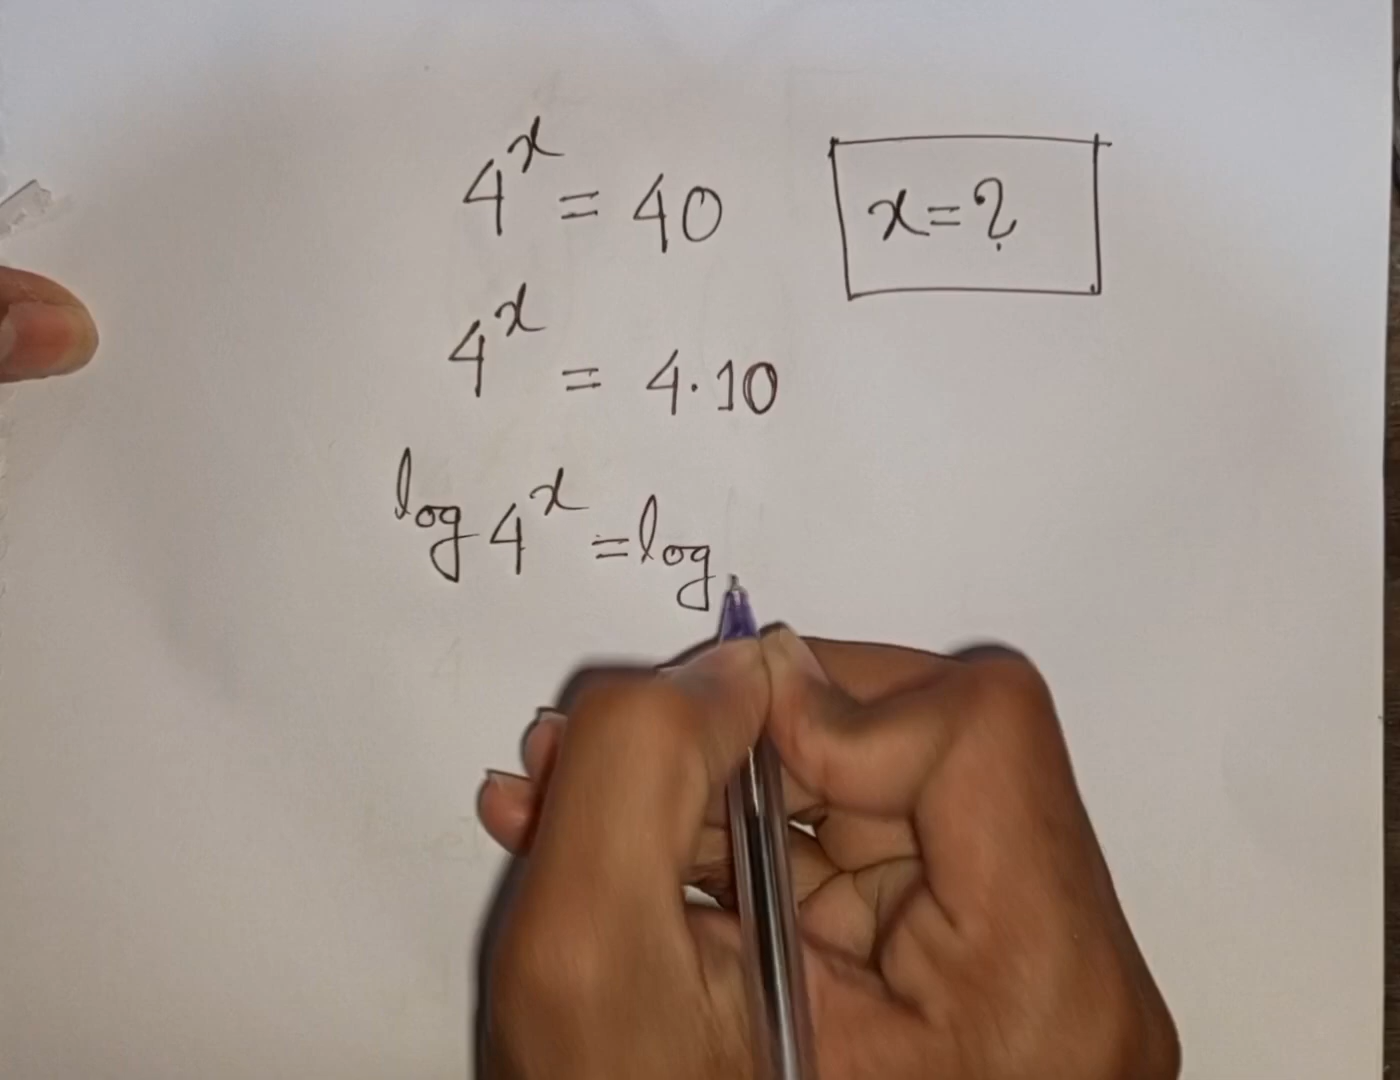 4^x = 40
x = ?
4^x = 4·10
log 4^x = log